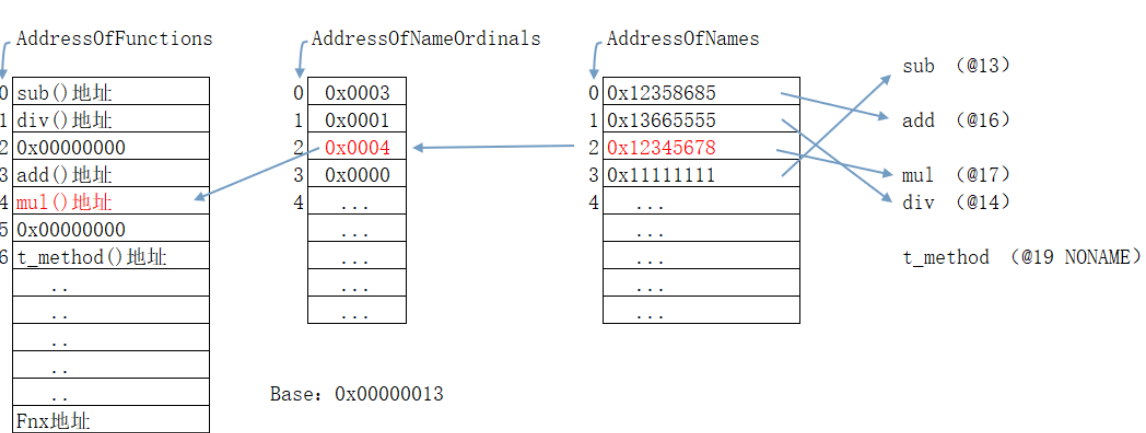 AddressOfFunctions
0 sub()地址
1 div()地址
2 0x00000000
3 add()地址
4 mul()地址
5 0x00000000
6 t_method()地址
..
..
..
..
..
Fnx地址
AddressOfNameOrdinals
0 0x0003
1 0x0001
2 0x0004
3 0x0000
4 ...
...
...
...
...
Base：0x00000013
AddressOfNames
0 0x12358685
1 0x13665555
2 0x12345678
3 0x11111111
4 ...
...
...
...
...
sub （@13）
add （@16）
mul （@17）
div （@14）
t_method （@19 NONAME）